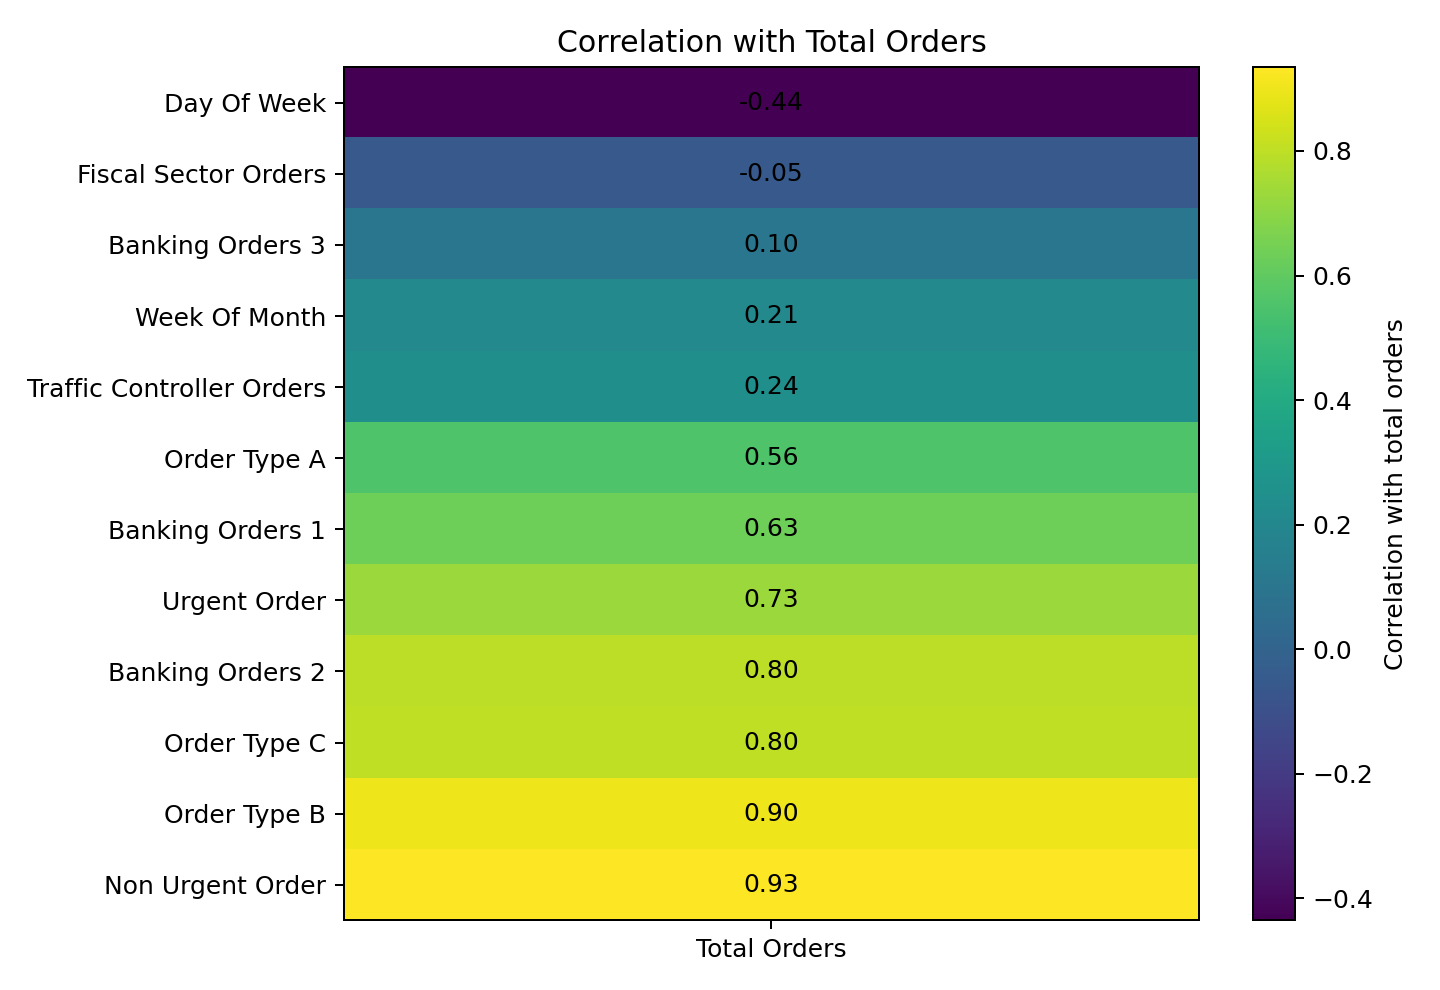 Correlation with Total Orders
Day Of Week -0.44
Fiscal Sector Orders -0.05
Banking Orders 3 0.10
Week Of Month 0.21
Traffic Controller Orders 0.24
Order Type A 0.56
Banking Orders 1 0.63
Urgent Order 0.73
Banking Orders 2 0.80
Order Type C 0.80
Order Type B 0.90
Non Urgent Order 0.93
Total Orders
0.8
0.6
0.4
0.2
0.0
−0.2
−0.4
Correlation with total orders